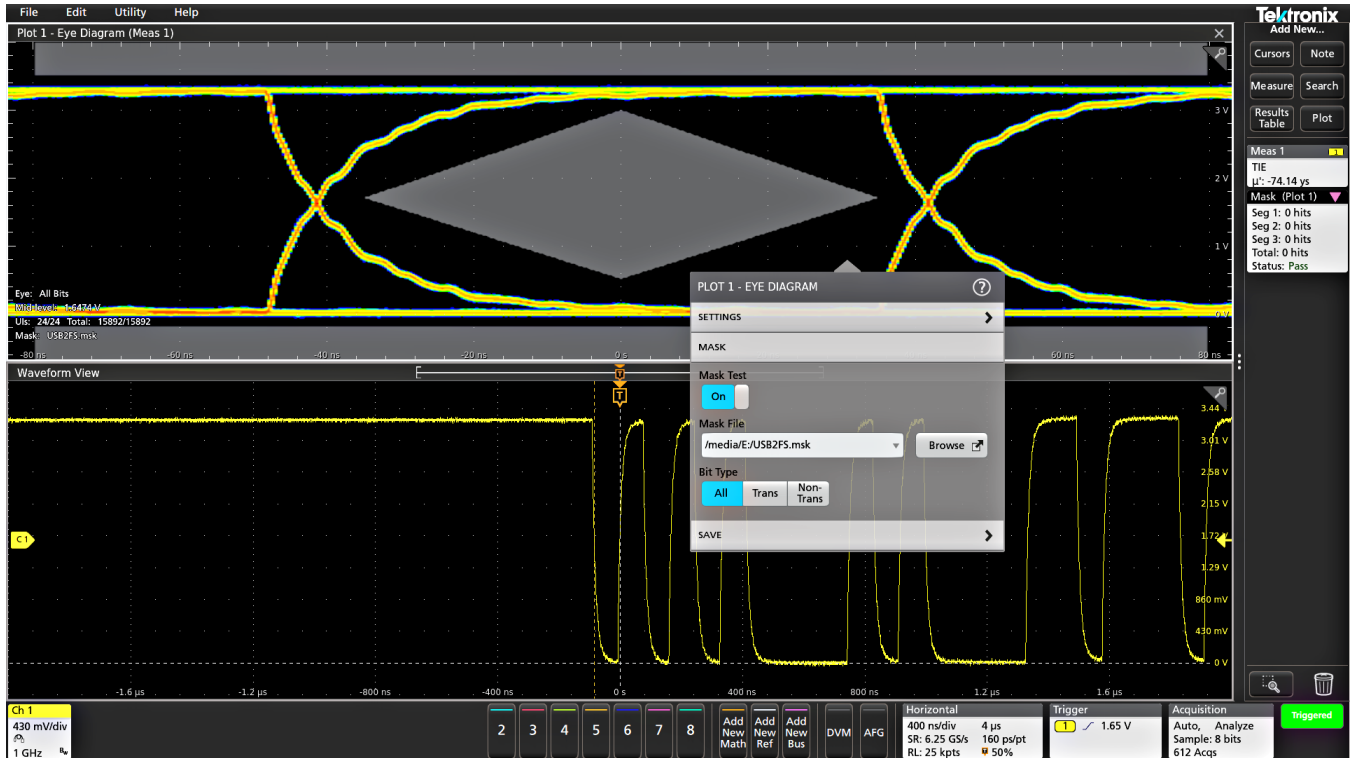 File Edit Utility Help
Tektronix
Add New...
Plot 1 - Eye Diagram (Meas 1)
Cursors Note
Measure Search
Results Table Plot
Meas 1 1
TIE
µ': -74.14 ys
Mask (Plot 1)
Seg 1: 0 hits
Seg 2: 0 hits
Seg 3: 0 hits
Total: 0 hits
Status: Pass
3 V
2 V
1 V
0 V
Eye: All Bits
Mid level: 1.6474 V
UIs: 24/24 Total: 15892/15892
Mask: USB2FS.msk
-80 ns -60 ns -40 ns -20 ns 0 s 60 ns 80 ns
PLOT 1 - EYE DIAGRAM ?
SETTINGS
MASK
Mask Test
On
Mask File
/media/E:/USB2FS.msk Browse
Bit Type
All Trans Non-Trans
SAVE
Waveform View
T
T
C1
3.44
3.01 V
2.58 V
2.15 V
1.72 V
1.29 V
860 mV
430 mV
0 V
-1.6 µs -1.2 µs -800 ns -400 ns 0 s 400 ns 800 ns 1.2 µs 1.6 µs
Ch 1
430 mV/div
1 GHz Bw
2 3 4 5 6 7 8
Add New Math
Add New Ref
Add New Bus
DVM AFG
Horizontal
400 ns/div 4 µs
SR: 6.25 GS/s 160 ps/pt
RL: 25 kpts 50%
Trigger
1 1.65 V
Acquisition
Auto, Analyze
Sample: 8 bits
612 Acqs
Triggered